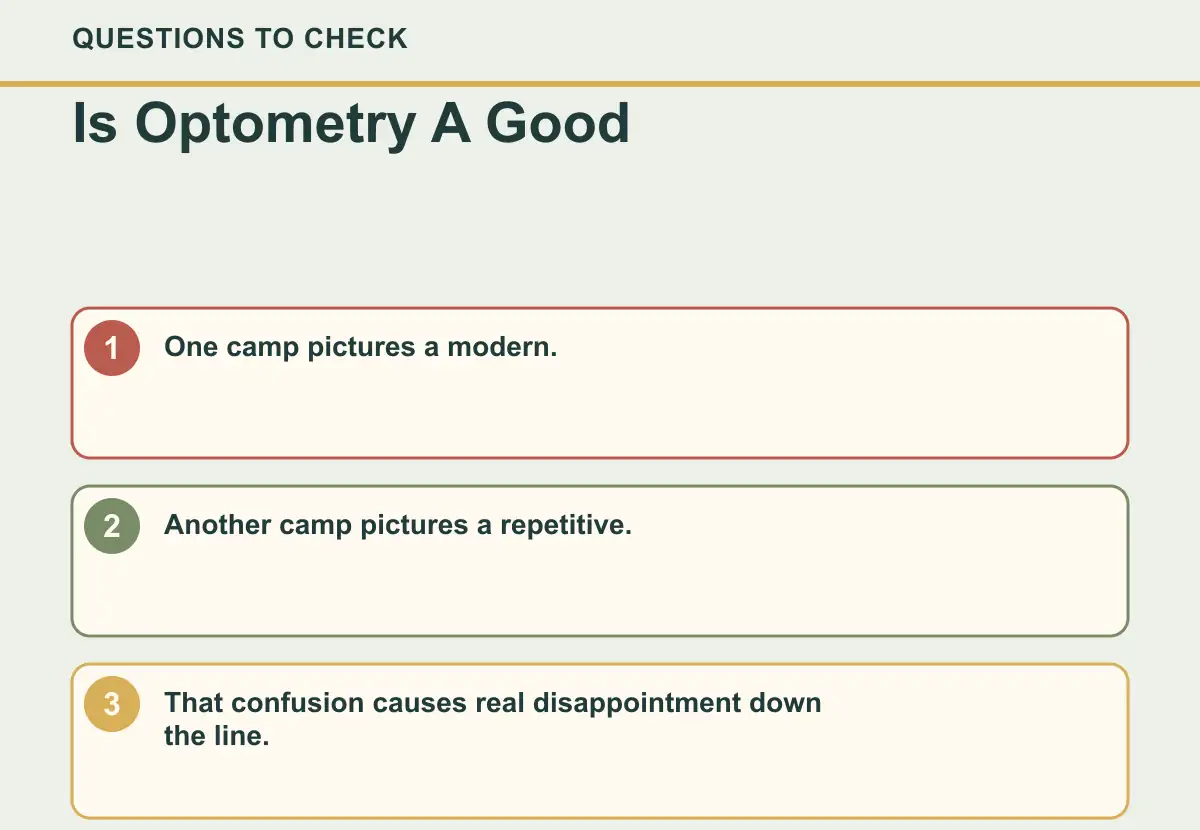 QUESTIONS TO CHECK
Is Optometry A Good
1
One camp pictures a modern.
2
Another camp pictures a repetitive.
3
That confusion causes real disappointment down
the line.